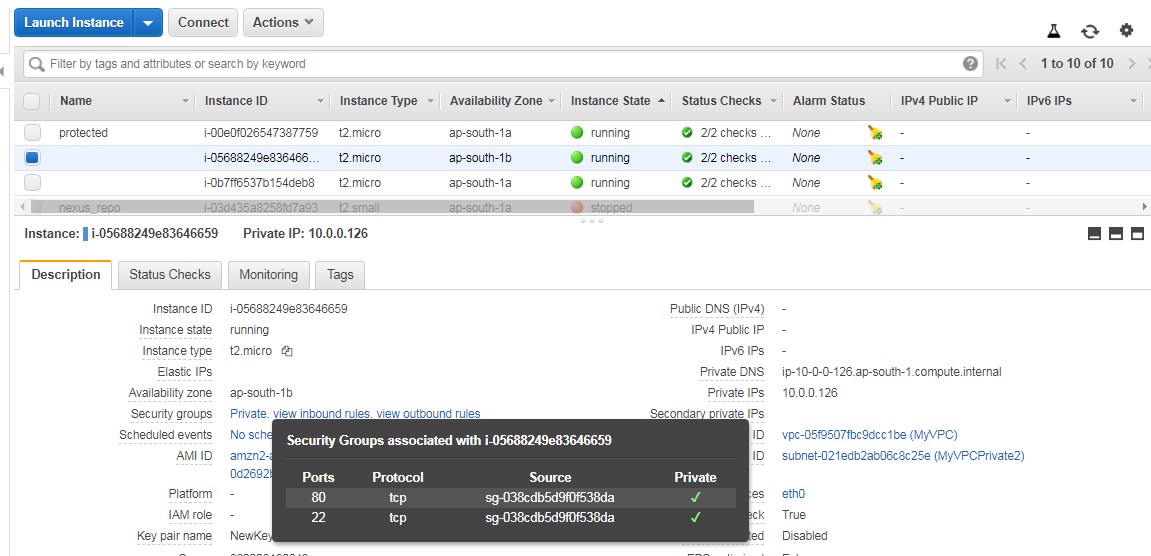 Launch Instance Connect Actions
Filter by tags and attributes or search by keyword 1 to 10 of 10
Name Instance ID Instance Type Availability Zone Instance State Status Checks Alarm Status IPv4 Public IP IPv6 IPs
protected i-00e0f026547387759 t2.micro ap-south-1a running 2/2 checks ... None - -
i-05688249e836466... t2.micro ap-south-1b running 2/2 checks ... None - -
i-0b7ff6537b154deb8 t2.micro ap-south-1a running 2/2 checks ... None - -
nexus_repo i-03d435a8258fd7a93 t2.small ap-south-1a stopped None - -
Instance: i-05688249e83646659 Private IP: 10.0.0.126
Description Status Checks Monitoring Tags
Instance ID i-05688249e83646659 Public DNS (IPv4) -
Instance state running IPv4 Public IP -
Instance type t2.micro IPv6 IPs -
Elastic IPs Private DNS ip-10-0-0-126.ap-south-1.compute.internal
Availability zone ap-south-1b Private IPs 10.0.0.126
Security groups Private. view inbound rules. view outbound rules Secondary private IPs
Scheduled events No sche ID vpc-05f9507fbc9dcc1be (MyVPC)
AMI ID amzn2-a ID subnet-021edb2ab06c8c25e (MyVPCPrivate2)
0d2692b
Platform - ces eth0
IAM role - eck True
Key pair name NewKey ted Disabled
Security Groups associated with i-05688249e83646659
Ports Protocol Source Private
80 tcp sg-038cdb5d9f0f538da ✓
22 tcp sg-038cdb5d9f0f538da ✓